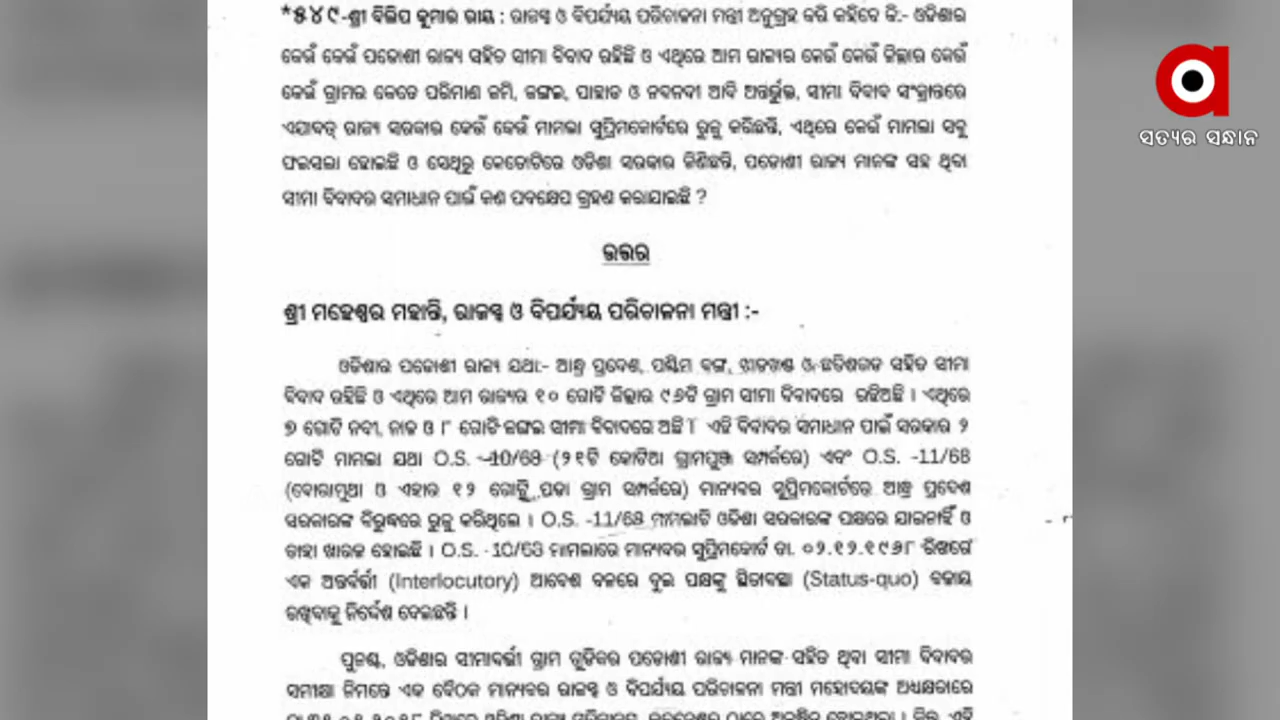 *୫୪୯-ଶ୍ରୀ ଦିଲିପ କୁମାର ରାୟ : ରାଜସ୍ୱ ଓ ବିପର୍ଯ୍ୟୟ ପରିଚାଳନା ମନ୍ତ୍ରୀ ଅନୁଗ୍ରହ କରି କହିବେ କି:- ଓଡିଶାର
କେଉଁ କେଉଁ ପଡୋଶୀ ରାଜ୍ୟ ସହିତ ସୀମା ବିବାଦ ରହିଛି ଓ ଏଥିରେ ଆମ ରାଜ୍ୟର କେଉଁ କେଉଁ ଜିଲ୍ଲାର କେଉଁ
କେଉଁ ଗ୍ରାମର କେତେ ପରିମାଣ ଜମି, ଜଙ୍ଗଲ, ପାହାଡ ଓ ନଦନଦୀ ଆଦି ଅନ୍ତର୍ଭୁକ୍ତ, ସୀମା ବିବାଦ ସଂକ୍ରାନ୍ତରେ
ଏଯାବତ୍ ରାଜ୍ୟ ସରକାର କେଉଁ କେଉଁ ମାମଲା ସୁପ୍ରିମକୋର୍ଟରେ ରୁଜୁ କରିଛନ୍ତି, ଏଥିରେ କେଉଁ ମାମଲା ସବୁ
ଫଇସଲା ହୋଇଛି ଓ ସେଥିରୁ କେତୋଟିରେ ଓଡିଶା ସରକାର ଜିଣିଛନ୍ତି, ପଡୋଶୀ ରାଜ୍ୟ ମାନଙ୍କ ସହ ଥିବା
ସୀମା ବିବାଦର ସମାଧାନ ପାଇଁ କଣ ପଦକ୍ଷେପ ଗ୍ରହଣ କରାଯାଇଛି ?
ଉତ୍ତର
ଶ୍ରୀ ମହେଶ୍ୱର ମହାନ୍ତି, ରାଜସ୍ୱ ଓ ବିପର୍ଯ୍ୟୟ ପରିଚାଳନା ମନ୍ତ୍ରୀ :-
ଓଡିଶାର ପଡୋଶୀ ରାଜ୍ୟ ଯଥା:- ଆନ୍ଧ୍ର ପ୍ରଦେଶ, ପଶ୍ଚିମ ବଙ୍ଗ, ଝାଡଖଣ୍ଡ ଓ ଛତିଶଗଡ ସହିତ ସୀମା
ବିବାଦ ରହିଛି ଓ ଏଥିରେ ଆମ ରାଜ୍ୟର ୧୦ ଗୋଟି ଜିଲ୍ଲାର ୯୬ଟି ଗ୍ରାମ ସୀମା ବିବାଦରେ ରହିଅଛି । ଏଥିରେ
୭ ଗୋଟି ନଦୀ, ନାଳ ଓ ୮ ଗୋଟି ଜଙ୍ଗଲ ସୀମା ବିବାଦରେ ଅଛି । ଏହି ବିବାଦର ସମାଧାନ ପାଇଁ ସରକାର ୨
ଗୋଟି ମାମଲା ଯଥା O.S. -10/68 (୨୧ଟି କୋଟିଆ ଗ୍ରାମପୁଞ୍ଜ ସମ୍ପର୍କରେ) ଏବଂ O.S. -11/68
(ବୋରାମୁଆ ଓ ଏହାର ୧୨ ଗୋଟି ପଡା ଗ୍ରାମ ସମ୍ପର୍କରେ) ମାନ୍ୟବର ସୁପ୍ରିମକୋର୍ଟରେ ଆନ୍ଧ୍ର ପ୍ରଦେଶ
ସରକାରଙ୍କ ବିରୁଦ୍ଧରେ ରୁଜୁ କରିଥିଲେ । O.S. -11/68 ମାମଲାଟି ଓଡିଶା ସରକାରଙ୍କ ପକ୍ଷରେ ଯାଇନାହିଁ ଓ
ତାହା ଖାରଜ ହୋଇଛି । O.S. -10/68 ମାମଲାରେ ମାନ୍ୟବର ସୁପ୍ରିମକୋର୍ଟ ତା. ୦୨.୧୨.୧୯୬୮ ରିଖରେ
ଏକ ଅନ୍ତର୍ବର୍ତ୍ତୀ (Interlocutory) ଆଦେଶ ବଳରେ ଦୁଇ ପକ୍ଷଙ୍କୁ ସ୍ଥିତାବସ୍ଥା (Status-quo) ବଜାୟ
ରଖିବାକୁ ନିର୍ଦ୍ଦେଶ ଦେଇଛନ୍ତି ।
ପୁନଶ୍ଚ, ଓଡିଶାର ସୀମାବର୍ତ୍ତୀ ଗ୍ରାମ ଗୁଡିକର ପଡୋଶୀ ରାଜ୍ୟ ମାନଙ୍କ ସହିତ ଥିବା ସୀମା ବିବାଦର
ସମୀକ୍ଷା ନିମନ୍ତେ ଏକ ବୈଠକ ମାନ୍ୟବର ରାଜସ୍ୱ ଓ ବିପର୍ଯ୍ୟୟ ପରିଚାଳନା ମନ୍ତ୍ରୀ ମହୋଦୟଙ୍କ ଅଧ୍ୟକ୍ଷତାରେ
ସତ୍ୟର ସନ୍ଧାନ